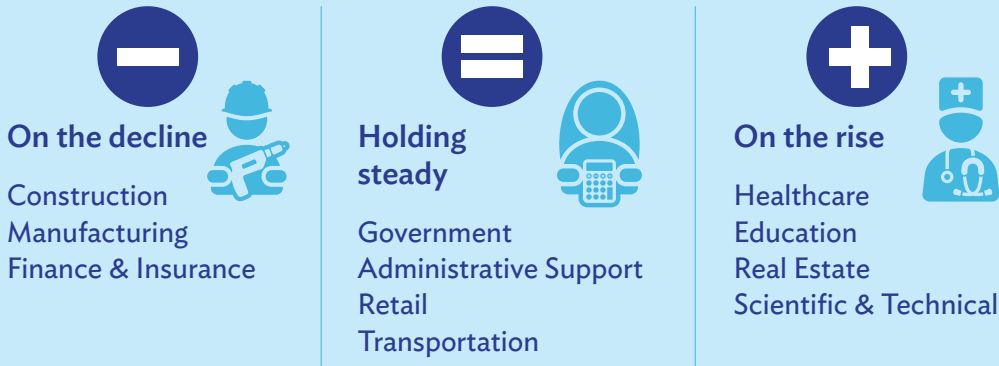 On the decline
Construction
Manufacturing
Finance & Insurance
Holding
steady
Government
Administrative Support
Retail
Transportation
On the rise
Healthcare
Education
Real Estate
Scientific & Technical